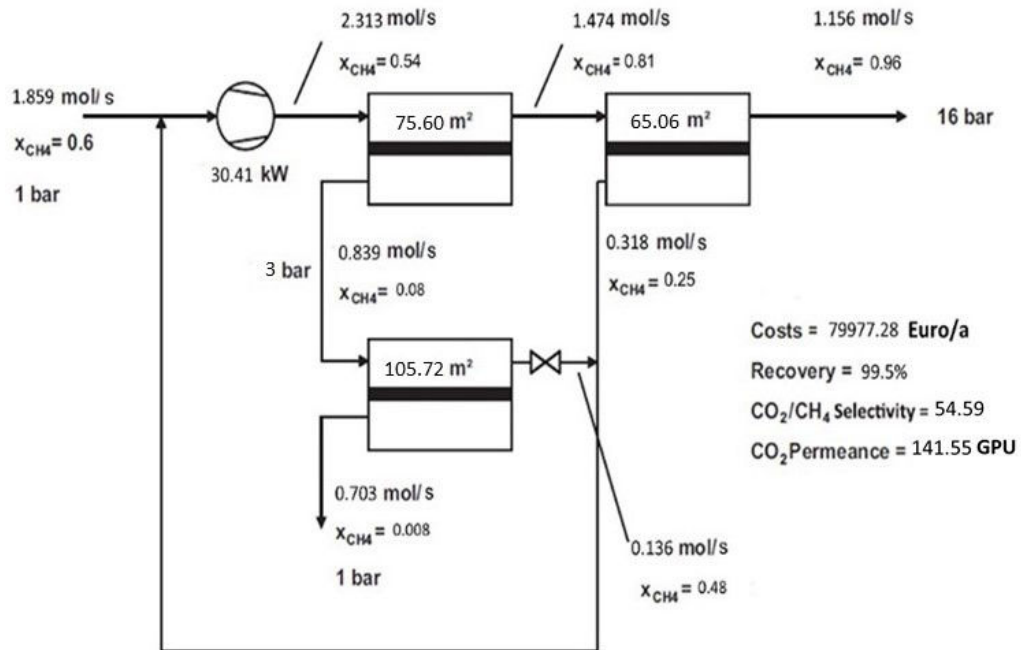 2.313 mol/s
xCH4= 0.54
1.474 mol/s
xCH4= 0.81
1.156 mol/s
xCH4= 0.96
1.859 mol/s
xCH4= 0.6
1 bar
30.41 kW
75.60 m²
65.06 m²
16 bar
3 bar
0.839 mol/s
xCH4= 0.08
0.318 mol/s
xCH4= 0.25
105.72 m²
Costs = 79977.28 Euro/a
Recovery = 99.5%
CO2/CH4 Selectivity = 54.59
CO2 Permeance = 141.55 GPU
0.703 mol/s
xCH4= 0.008
1 bar
0.136 mol/s
xCH4= 0.48